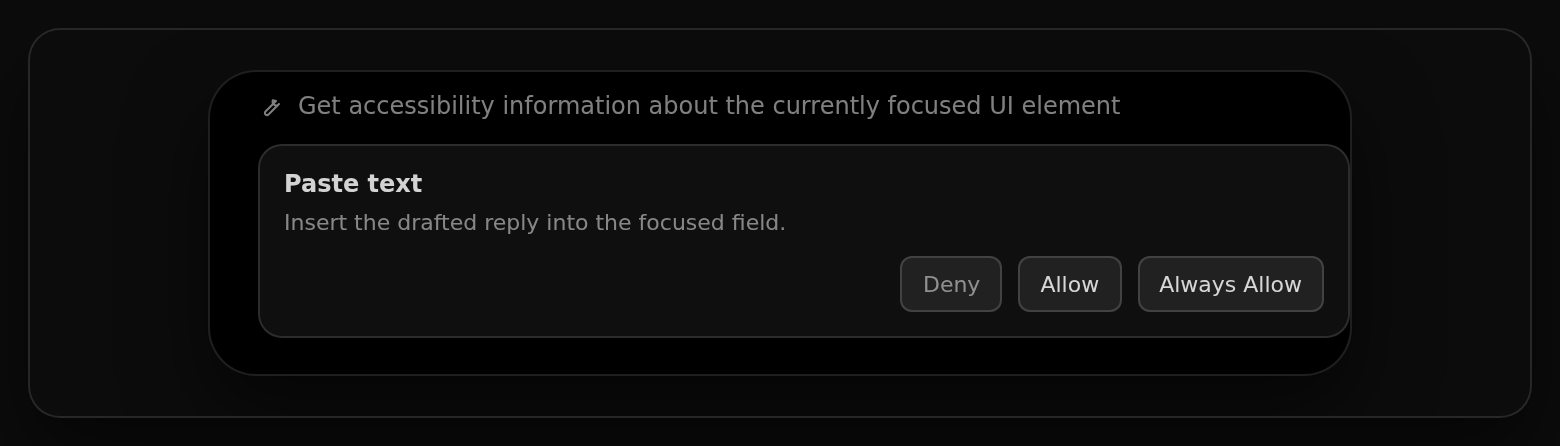 Get accessibility information about the currently focused UI element
Paste text
Insert the drafted reply into the focused field.
Deny
Allow
Always Allow